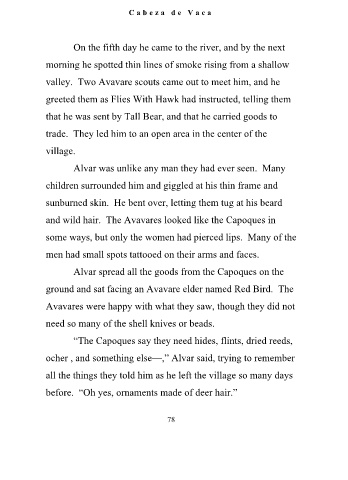 Cabeza de Vaca
On the fifth day he came to the river, and by the next
morning he spotted thin lines of smoke rising from a shallow
valley. Two Avavare scouts came out to meet him, and he
greeted them as Flies With Hawk had instructed, telling them
that he was sent by Tall Bear, and that he carried goods to
trade. They led him to an open area in the center of the
village.
Alvar was unlike any man they had ever seen. Many
children surrounded him and giggled at his thin frame and
sunburned skin. He bent over, letting them tug at his beard
and wild hair. The Avavares looked like the Capoques in
some ways, but only the women had pierced lips. Many of the
men had small spots tattooed on their arms and faces.
Alvar spread all the goods from the Capoques on the
ground and sat facing an Avavare elder named Red Bird. The
Avavares were happy with what they saw, though they did not
need so many of the shell knives or beads.
“The Capoques say they need hides, flints, dried reeds,
ocher , and something else—,” Alvar said, trying to remember
all the things they told him as he left the village so many days
before. “Oh yes, ornaments made of deer hair.”
78